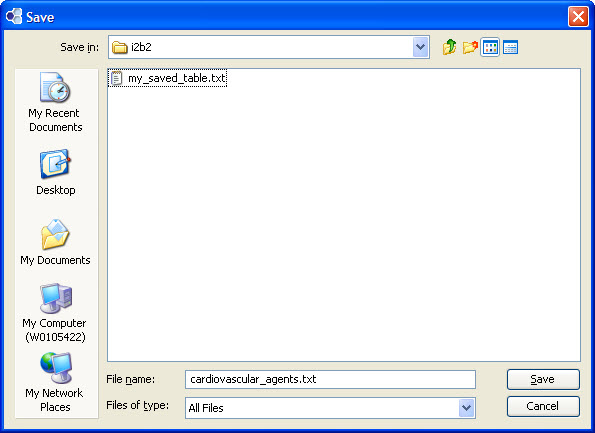 Save
Save in:
i2b2
my_saved_table.txt
My Recent
Documents
Desktop
My Documents
My Computer
(W0105422)
My Network
Places
File name:
cardiovascular_agents.txt
Save
Files of type:
All Files
Cancel